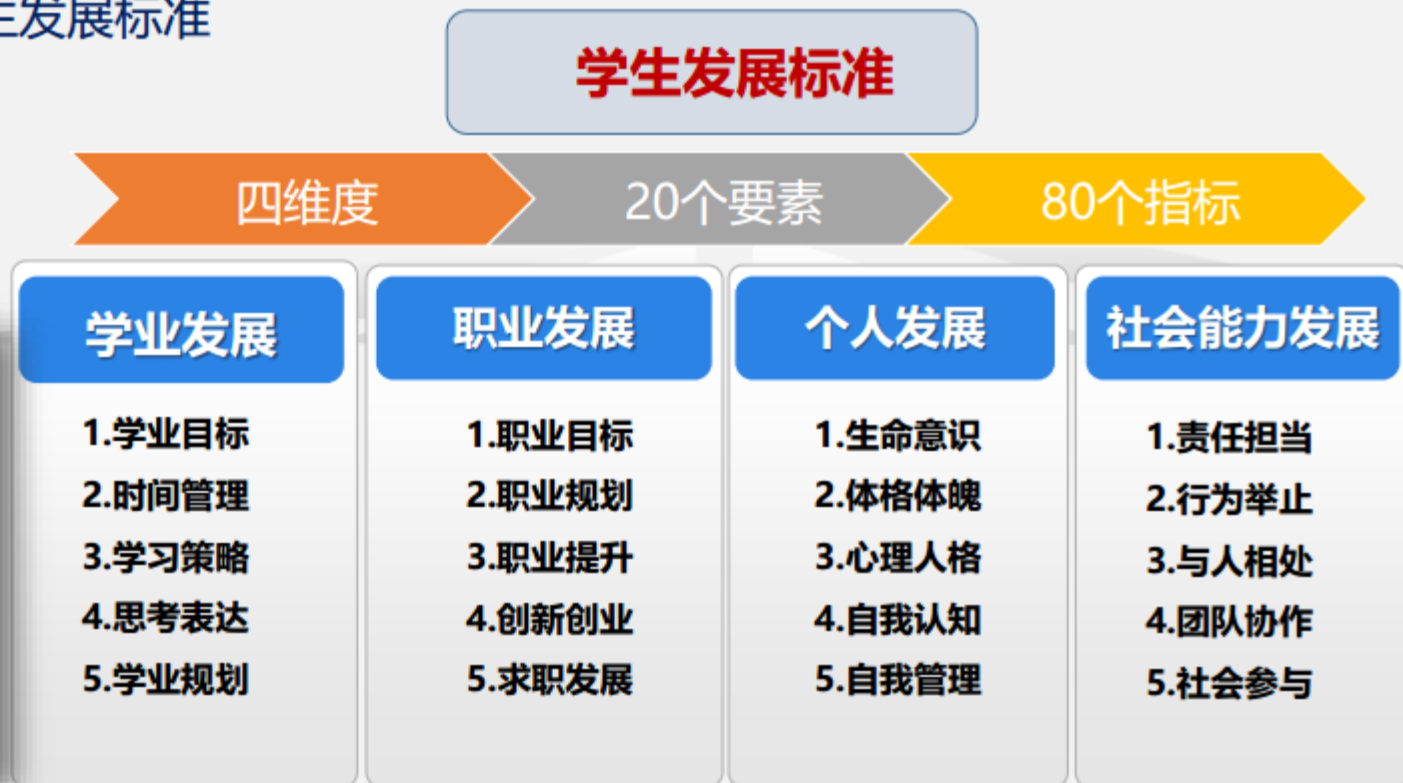 生发展标准
学生发展标准
四维度
20个要素
80个指标
学业发展
1.学业目标
2.时间管理
3.学习策略
4.思考表达
5.学业规划
职业发展
1.职业目标
2.职业规划
3.职业提升
4.创新创业
5.求职发展
个人发展
1.生命意识
2.体格体魄
3.心理人格
4.自我认知
5.自我管理
社会能力发展
1.责任担当
2.行为举止
3.与人相处
4.团队协作
5.社会参与